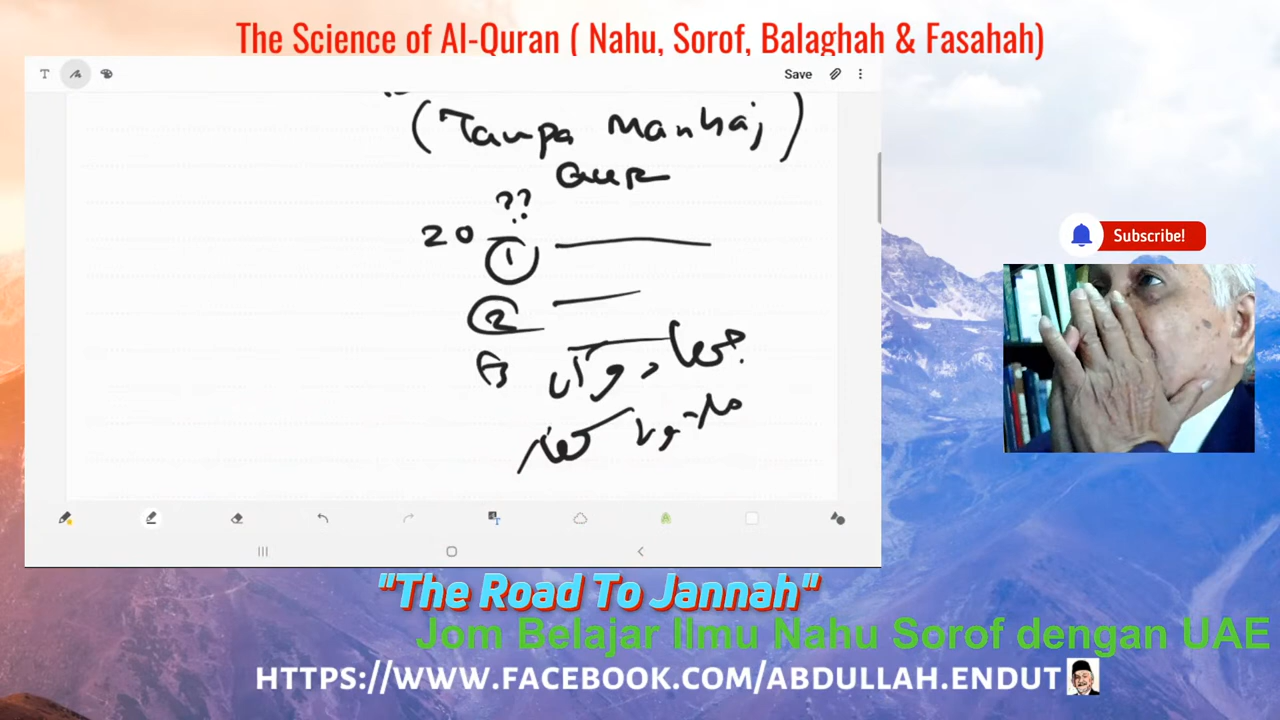 The Science of Al-Quran ( Nahu, Sorof, Balaghah & Fasahah)
T
Save
(Tanpa Manhaj)
??
20 ① 
②
Subscribe!
"The Road To Jannah"
Jom Belajar Ilmu Nahu Sorof dengan UAE
HTTPS://WWW.FACEBOOK.COM/ABDULLAH.ENDUT